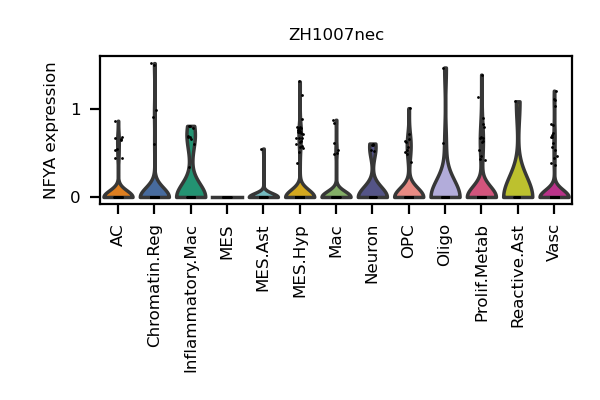 ZH1007nec
NFYA expression
1
0
AC
Chromatin.Reg
Inflammatory.Mac
MES
MES.Ast
MES.Hyp
Mac
Neuron
OPC
Oligo
Prolif.Metab
Reactive.Ast
Vasc